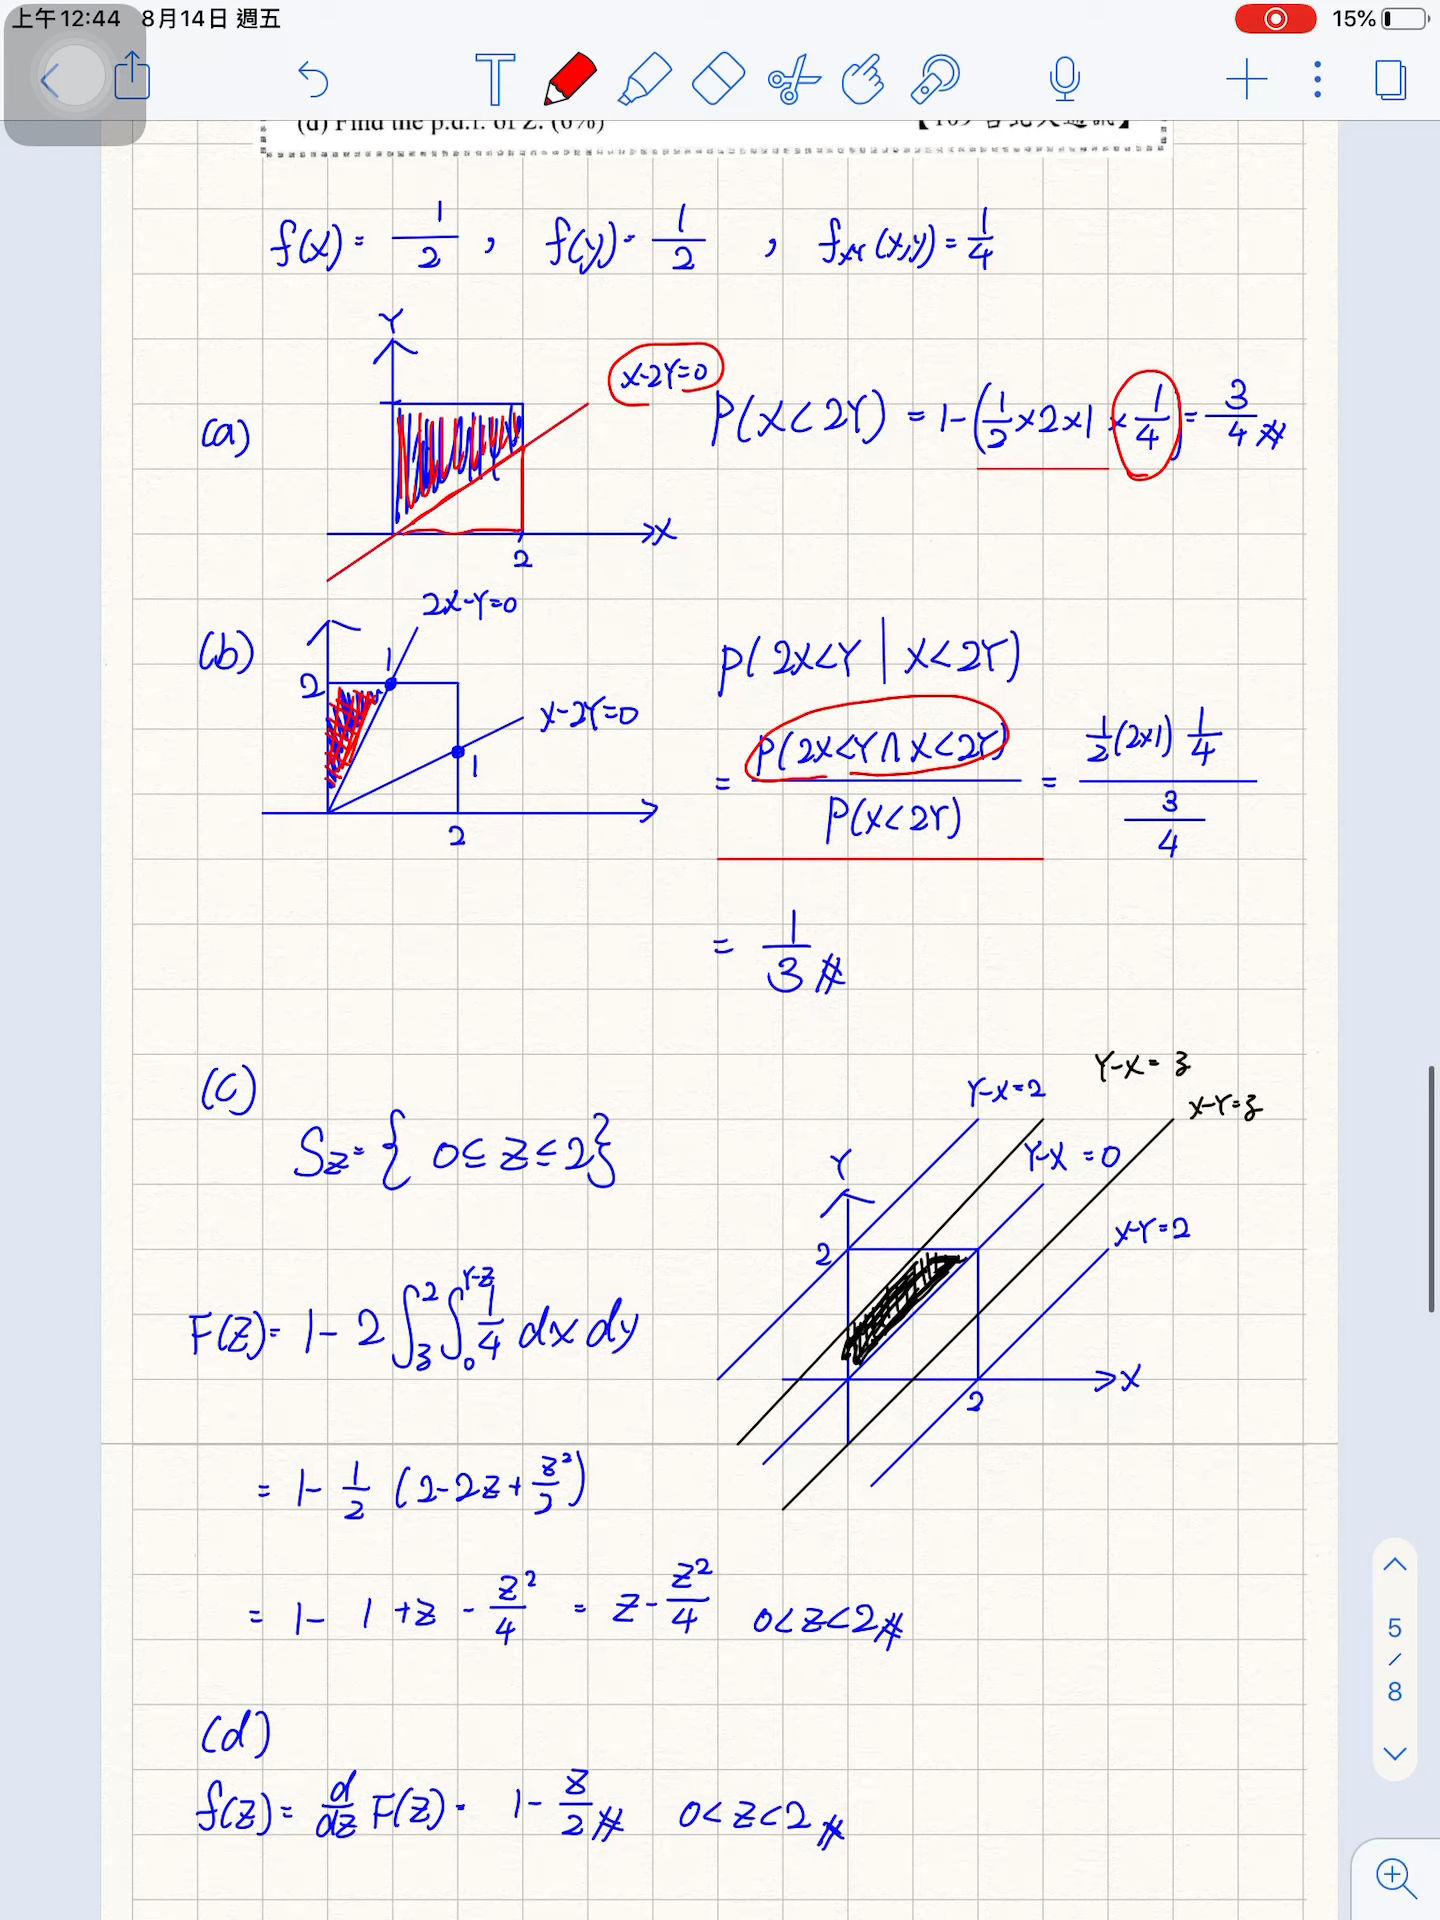 上午12:44 8月14日 週五
15%
T
(d) Find the p.d.f. of Z. (6%)
f(x) = 1/2 , f(y) = 1/2 , fxy(x,y) = 1/4
(a)
Y
X-2Y=0
X
2
P(X<2Y) = 1-(1/2×2×1×1/4) = 3/4 #
(b)
2X-Y=0
2
1
X-2Y=0
1
2
P(2X<Y | X<2Y)
= P(2X<Y∩X<2Y) / P(X<2Y) = 1/2(2×1) 1/4 / 3/4
= 1/3 #
(c)
Sz = { 0≤z≤2}
Y-X=z
Y-X=2
X-Y=z
Y-X=0
X-Y=2
Y
2
X
2
F(z) = 1-2∫z^2∫0^Y-z 1/4 dx dy
= 1- 1/2 (2-2z+z²/2)
= 1- 1+z - z²/4 = z - z²/4 0<z<2 #
(d)
f(z) = d/dz F(z) = 1- z/2 # 0<z<2 #
5
/
8